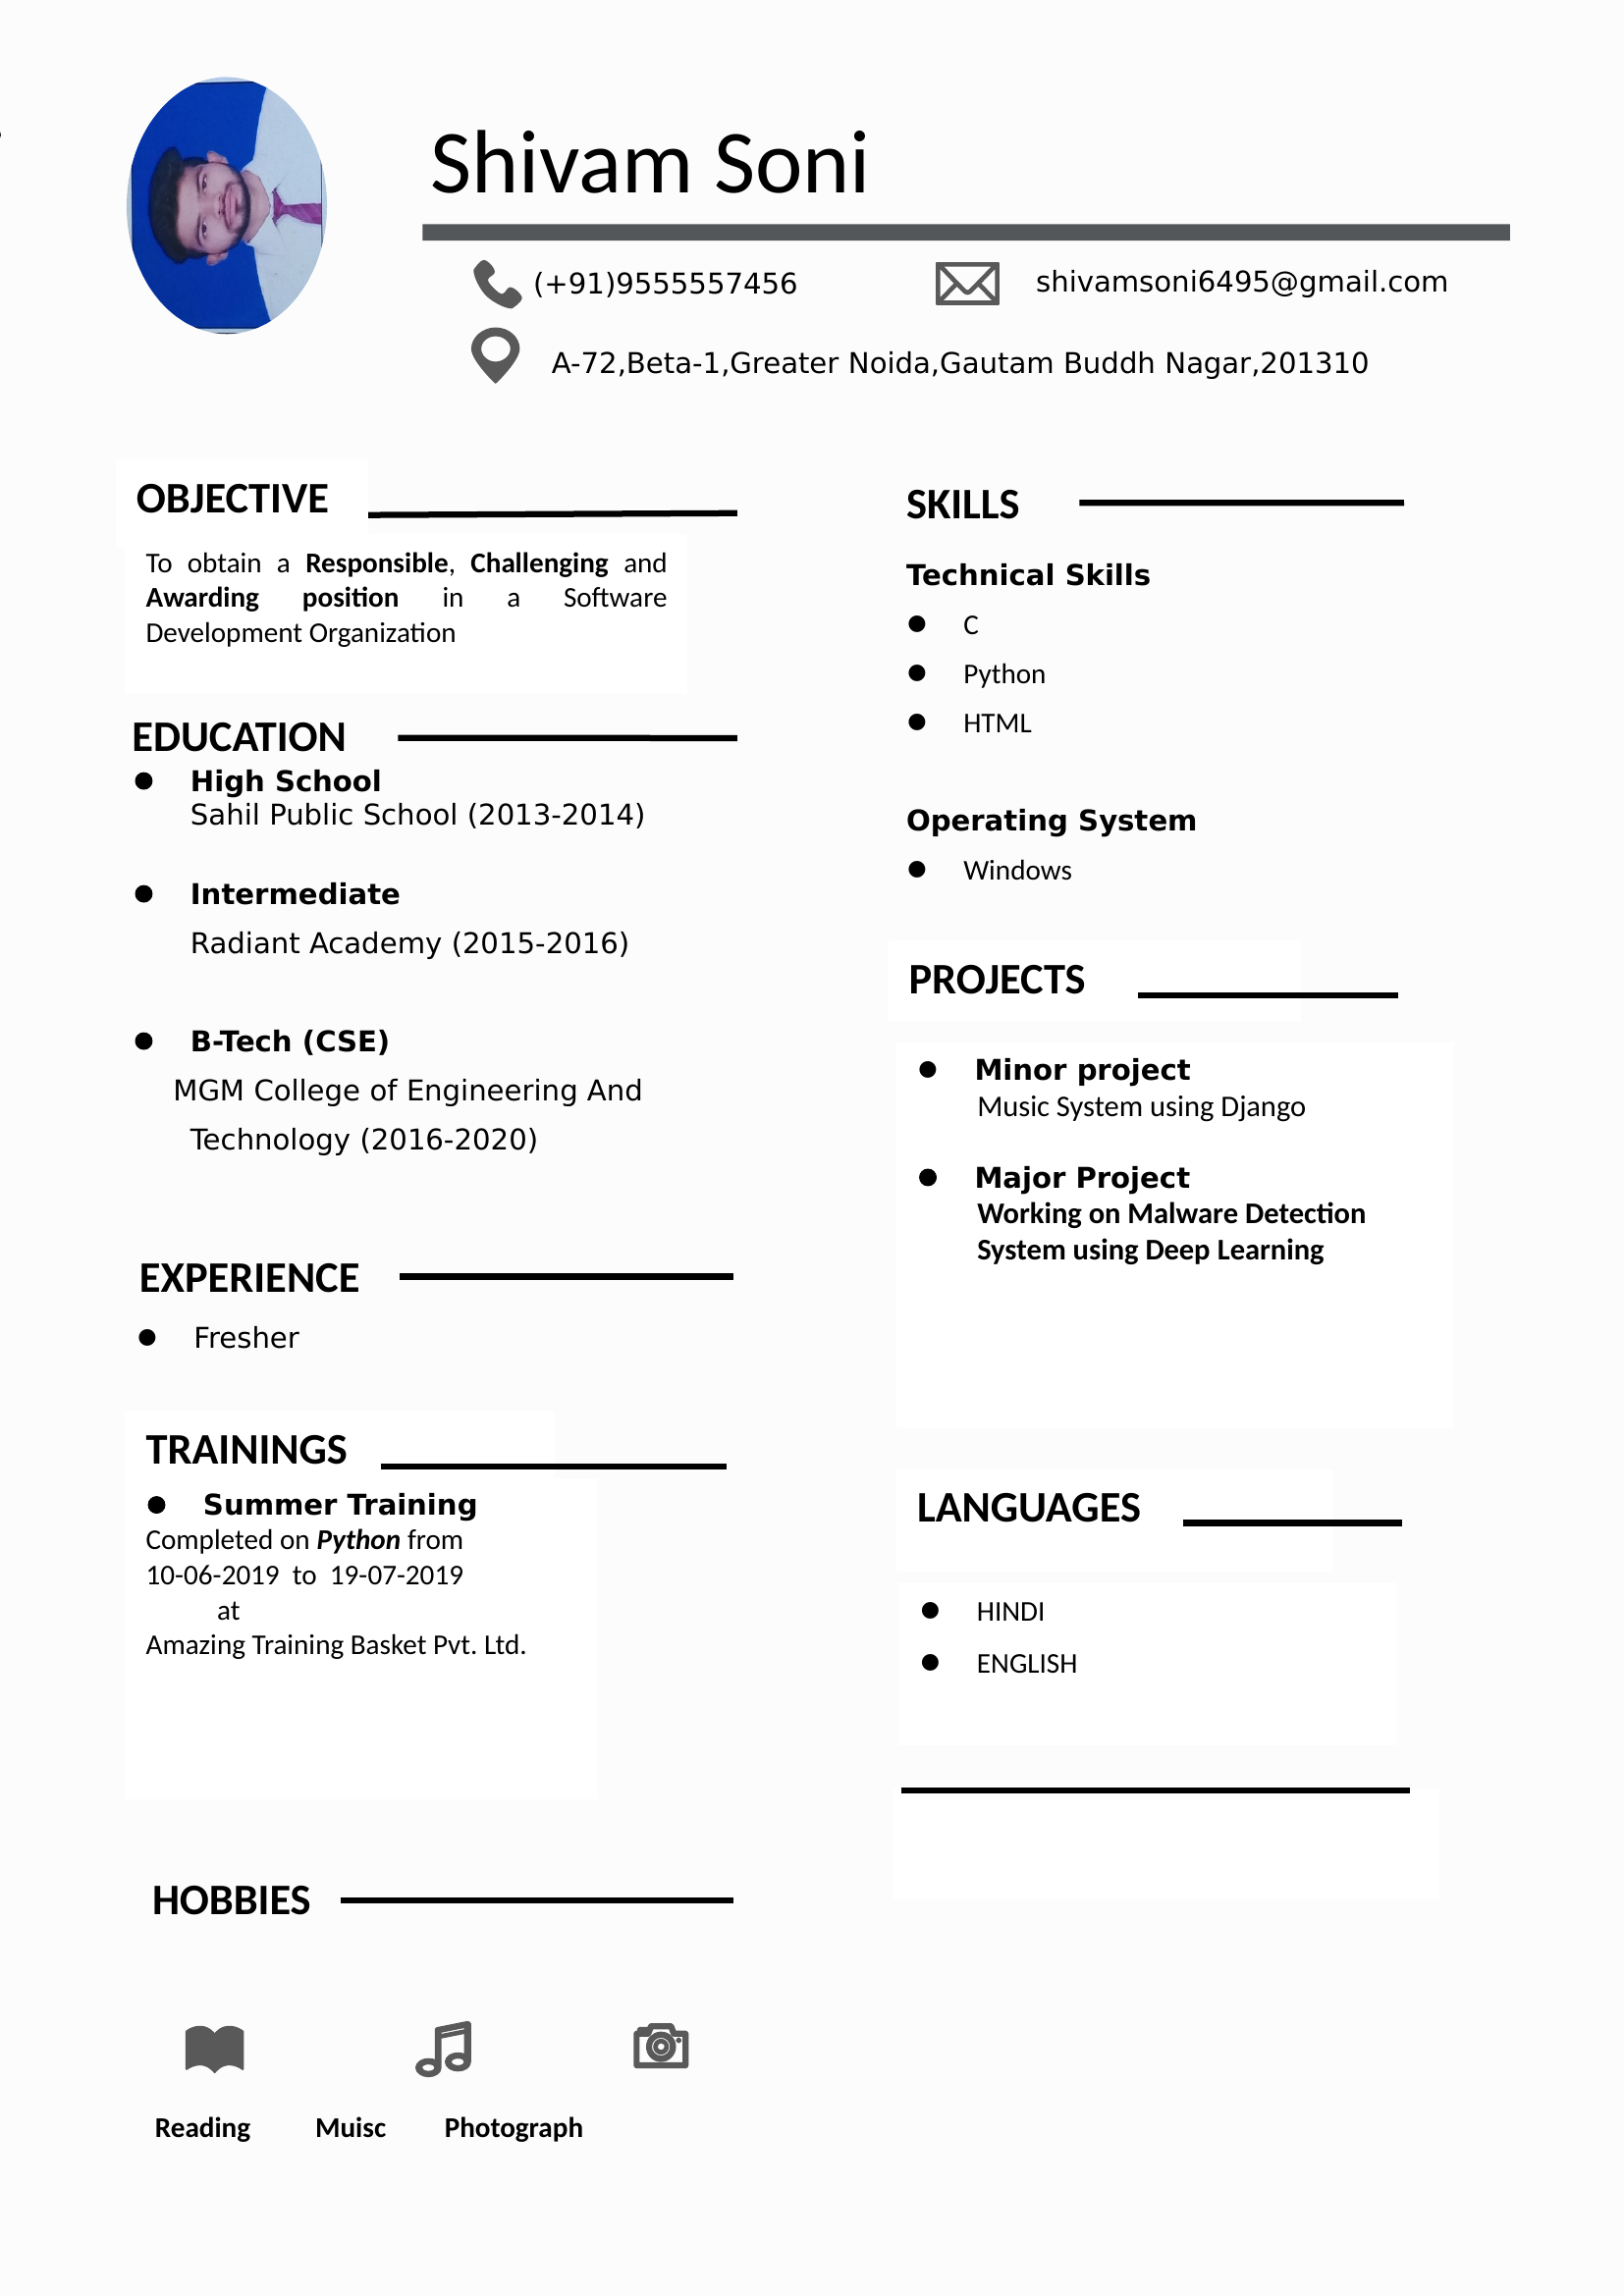 Shivam Soni
(+91)9555557456
shivamsoni6495@gmail.com
A-72,Beta-1,Greater Noida,Gautam Buddh Nagar,201310
OBJECTIVE
To obtain a Responsible, Challenging and
Awarding position in a Software
Development Organization
EDUCATION
● High School
Sahil Public School (2013-2014)
● Intermediate
Radiant Academy (2015-2016)
● B-Tech (CSE)
MGM College of Engineering And
Technology (2016-2020)
EXPERIENCE
● Fresher
TRAININGS
● Summer Training
Completed on Python from
10-06-2019 to 19-07-2019
at
Amazing Training Basket Pvt. Ltd.
HOBBIES
Reading Muisc Photograph
SKILLS
Technical Skills
● C
● Python
● HTML
Operating System
● Windows
PROJECTS
● Minor project
Music System using Django
● Major Project
Working on Malware Detection
System using Deep Learning
LANGUAGES
● HINDI
● ENGLISH